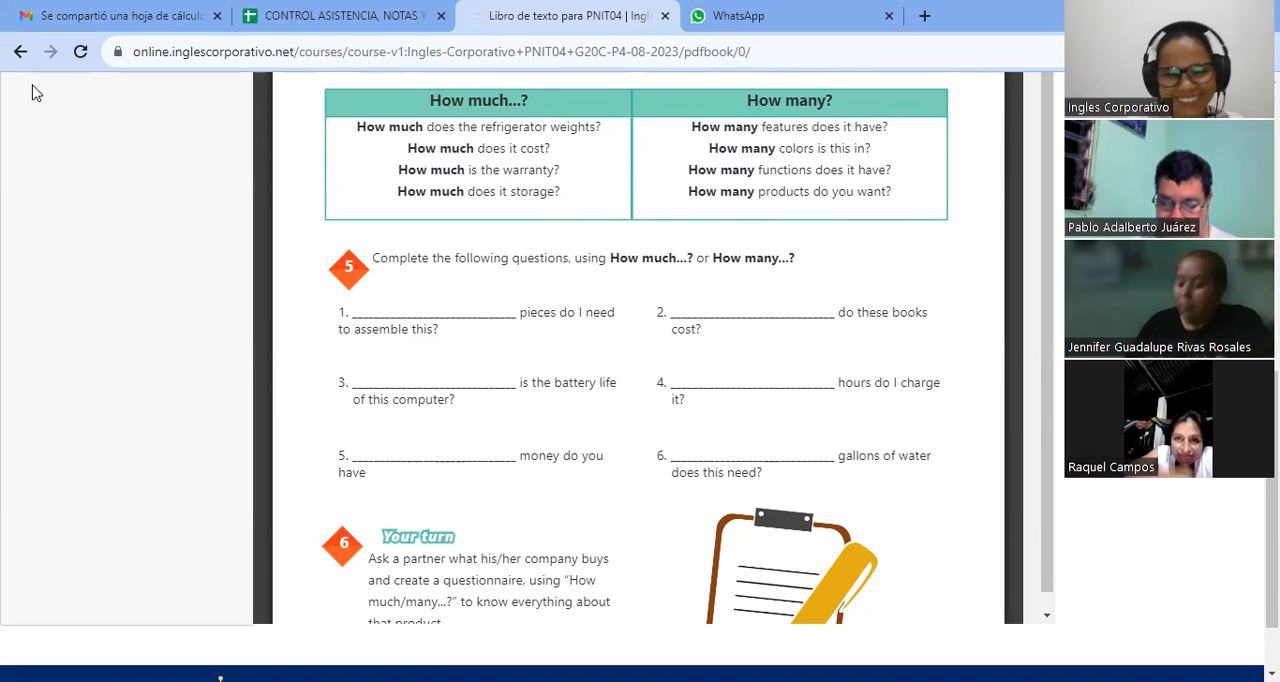 Se compartió una hoja de cálcul
CONTROL ASISTENCIA, NOTAS Y
Libro de texto para PNIT04 | Ingl
WhatsApp
online.inglescorporativo.net/courses/course-v1:Ingles-Corporativo+PNIT04+G20C-P4-08-2023/pdfbook/0/
How much...?
How many?
How much does the refrigerator weights?
How many features does it have?
How much does it cost?
How many colors is this in?
How much is the warranty?
How many functions does it have?
How much does it storage?
How many products do you want?
5
Complete the following questions, using How much...? or How many...?
1. ___________________________ pieces do I need
to assemble this?
2. ___________________________ do these books
cost?
3. ___________________________ is the battery life
of this computer?
4. ___________________________ hours do I charge
it?
5. ___________________________ money do you
have
6. ___________________________ gallons of water
does this need?
6
Your turn
Ask a partner what his/her company buys
and create a questionnaire, using “How
much/many...?” to know everything about
that product
Ingles Corporativo
Pablo Adalberto Juárez
Jennifer Guadalupe Rivas Rosales
Raquel Campos